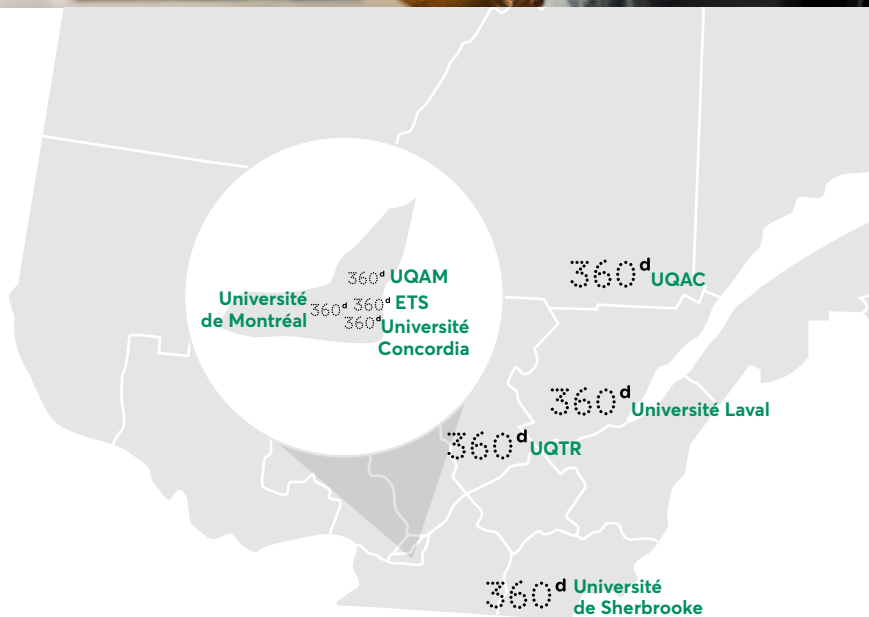 360d UQAM
Université
de Montréal
360d
360d ETS
360d Université
Concordia
360d UQAC
360d Université Laval
360d UQTR
360d Université
de Sherbrooke